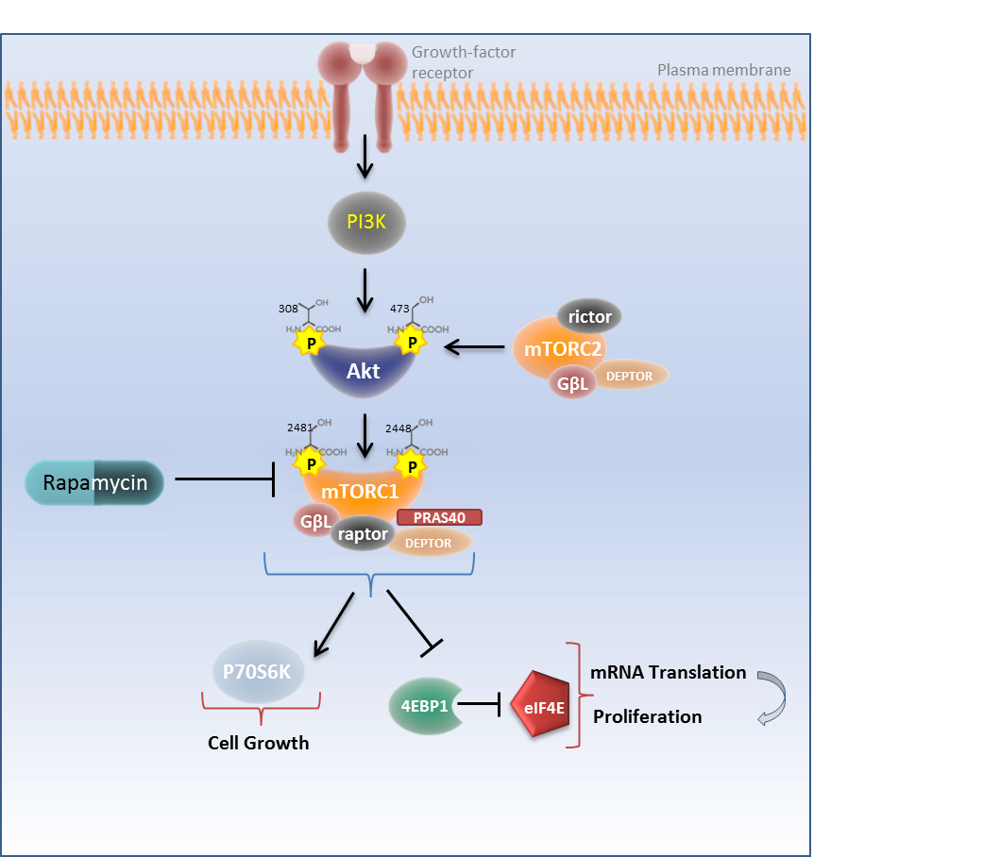 Growth-factor
receptor
Plasma membrane
PI3K
308
OH
H₂N
COOH
P
473
OH
H₂N
COOH
P
Akt
rictor
mTORC2
GβL
DEPTOR
2481
OH
H₂N
COOH
P
2448
OH
H₂N
COOH
P
Rapamycin
mTORC1
GβL
raptor
PRAS40
DEPTOR
P70S6K
Cell Growth
4EBP1
eIF4E
mRNA Translation
Proliferation